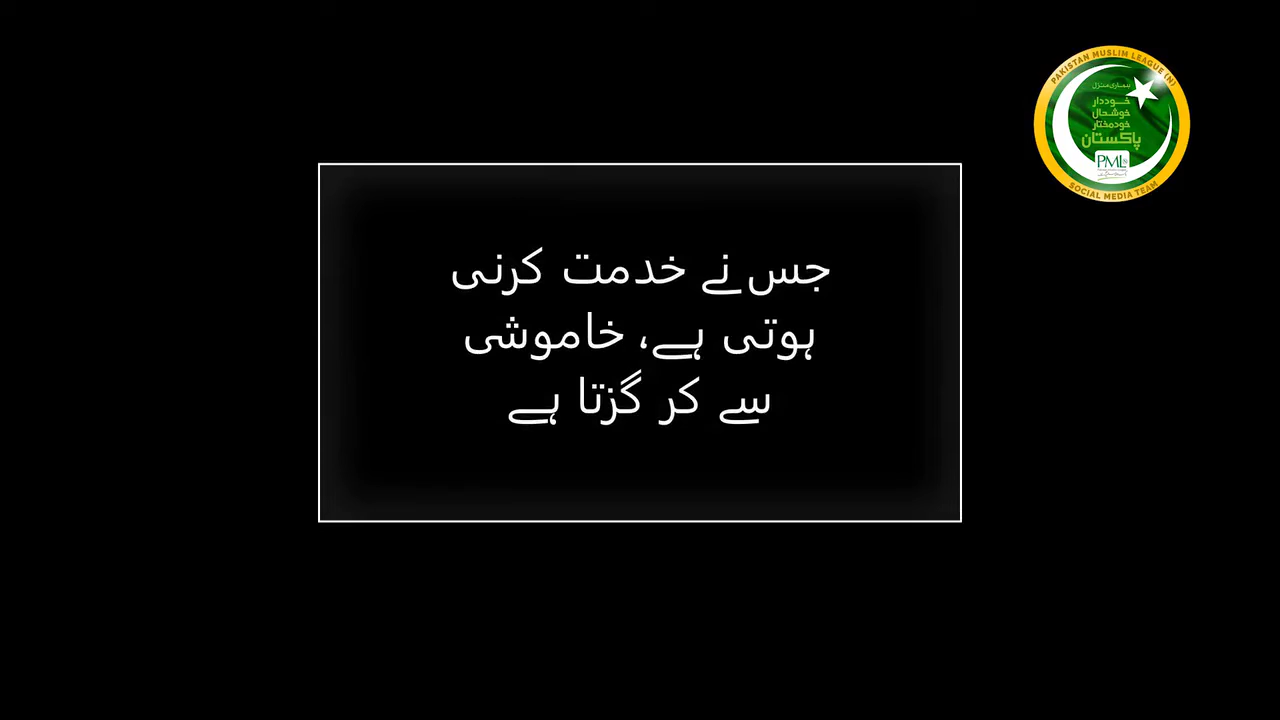 جس نے خدمت کرنی
ہوتی ہے، خاموشی
سے کر گزتا ہے
PAKISTAN MUSLIM LEAGUE (N)
ہماری منزل
خوددار
خوشحال
خودمختار
پاکستان
PML
SOCIAL MEDIA TEAM